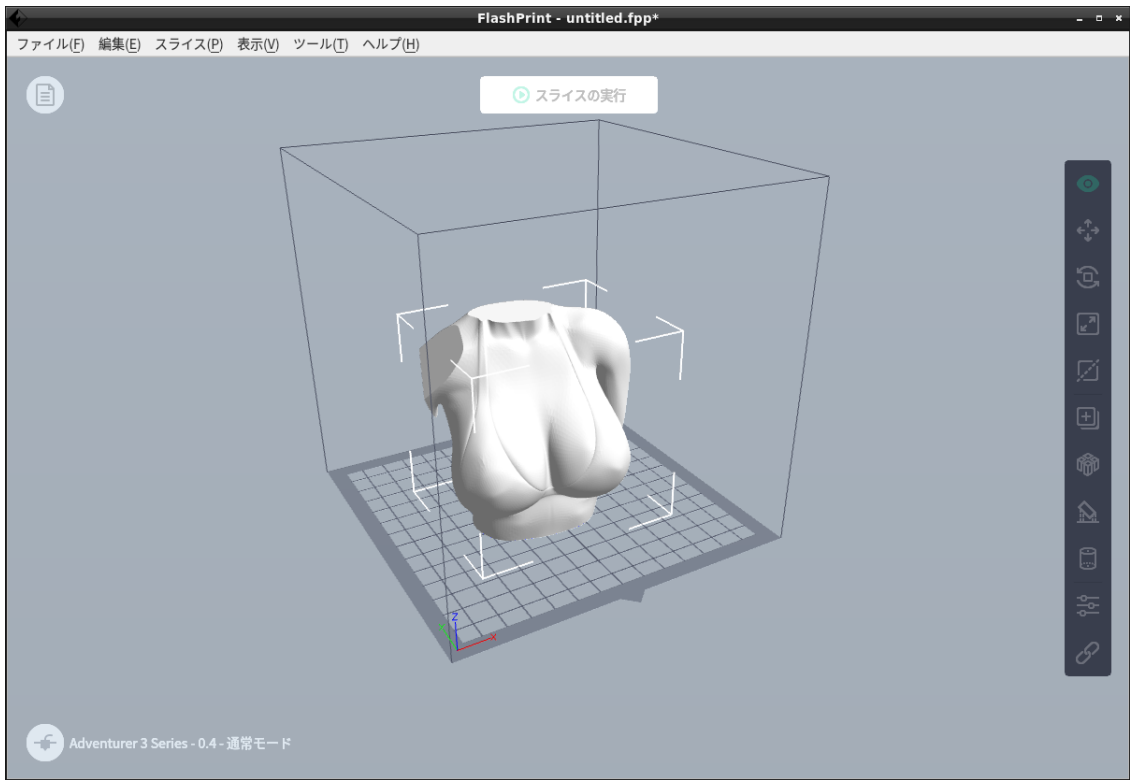 FlashPrint - untitled.fpp*
ファイル(F) 編集(E) スライス(P) 表示(V) ツール(T) ヘルプ(H)
スライスの実行
Z
Y
X
Adventurer 3 Series - 0.4 - 通常モード